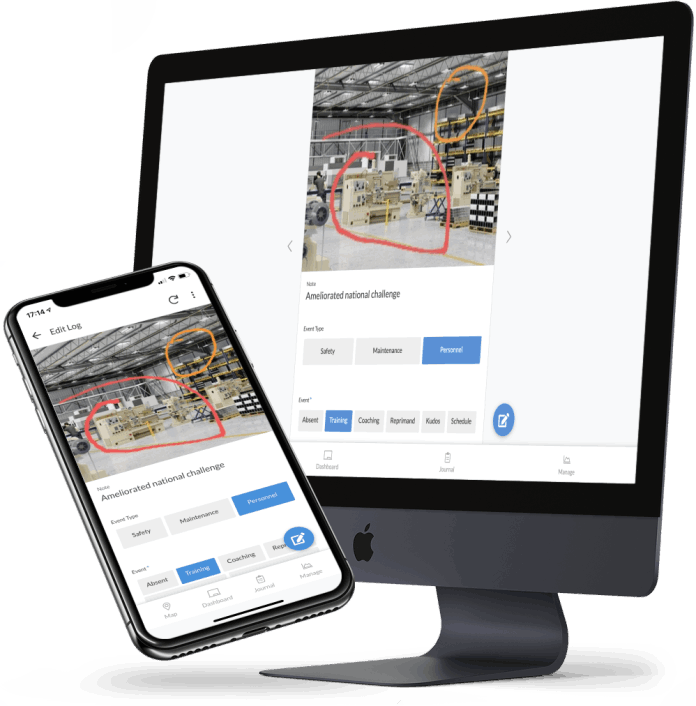 Note
Ameliorated national challenge
Event Type
Safety Maintenance Personnel
Event *
Absent Training Coaching Reprimand Kudos Schedule
Dashboard Journal Manage
17:14
Edit Log
Note
Ameliorated national challenge
Event Type
Safety Maintenance Personnel
Event *
Absent Training Coaching Repr
Map Dashboard Journal Manage